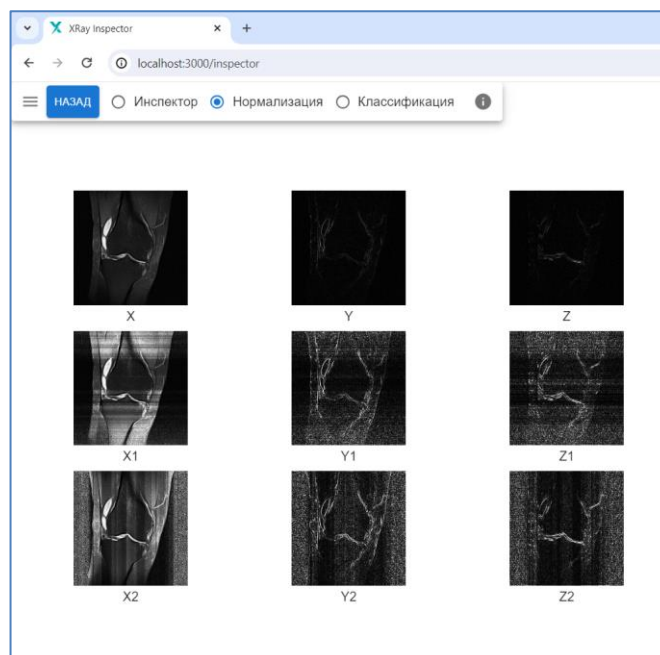 XRay Inspector
localhost:3000/inspector
НАЗАД Инспектор Нормализация Классификация
X Y Z
X1 Y1 Z1
X2 Y2 Z2